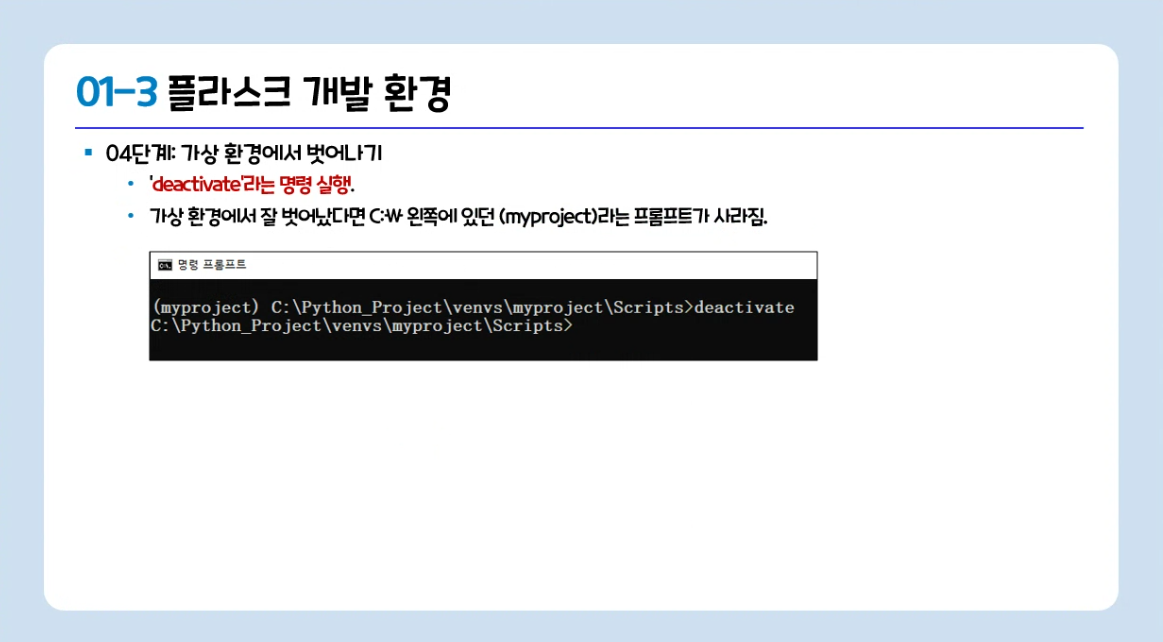 01-3 플라스크 개발 환경
04단계: 가상 환경에서 벗어나기
'deactivate'라는 명령 실행.
가상 환경에서 잘 벗어났다면 C:₩ 왼쪽에 있던 (myproject)라는 프롬프트가 사라짐.
명령 프롬프트
(myproject) C:\Python_Project\venvs\myproject\Scripts>deactivate
C:\Python_Project\venvs\myproject\Scripts>